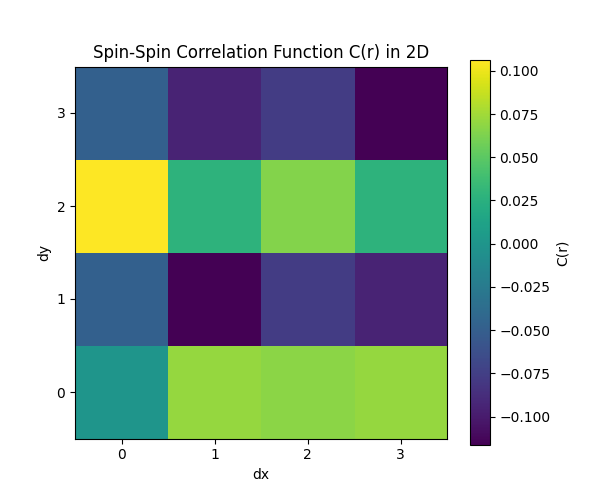 Spin-Spin Correlation Function C(r) in 2D
3
2
1
0
dy
0 1 2 3
dx
0.100
0.075
0.050
0.025
0.000
−0.025
−0.050
−0.075
−0.100
C(r)